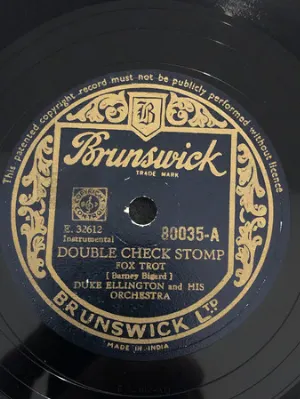 This patented copyright record must not be publicly performed without licence
B
Brunswick
TRADE MARK
E. 32612
80035-A
Instrumental
DOUBLE CHECK STOMP
FOX TROT
[ Barney Bigard ]
DUKE ELLINGTON and HIS
ORCHESTRA
BRUNSWICK LTD
MADE IN INDIA